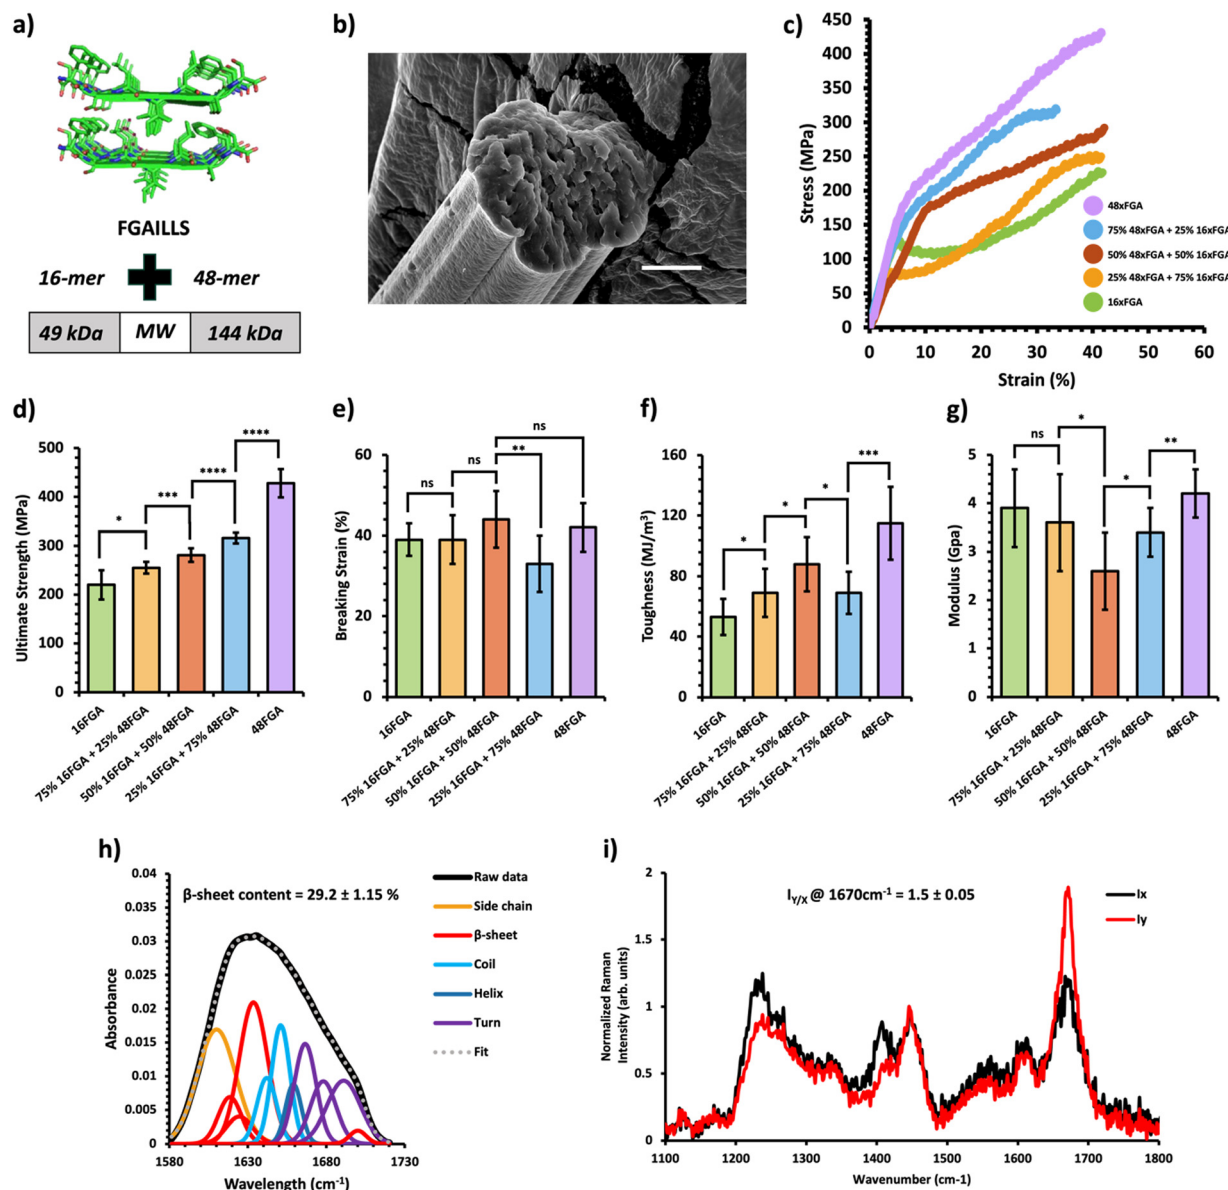 a)
FGAILLS
16-mer 48-mer
49 kDa MW 144 kDa
b)
c)
Stress (MPa)
450
400
350
300
250
200
150
100
50
0
0 10 20 30 40 50 60
Strain (%)
48xFGA
75% 48xFGA + 25% 16xFGA
50% 48xFGA + 50% 16xFGA
25% 48xFGA + 75% 16xFGA
16xFGA
d)
Ultimate Strength (MPa)
500
400
300
200
100
0
*
***
****
****
16FGA
75% 16FGA + 25% 48FGA
50% 16FGA + 50% 48FGA
25% 16FGA + 75% 48FGA
48FGA
e)
Breaking Strain (%)
60
40
20
0
ns
ns
**
ns
16FGA
75% 16FGA + 25% 48FGA
50% 16FGA + 50% 48FGA
25% 16FGA + 75% 48FGA
48FGA
f)
Toughness (MJ/m³)
160
120
80
40
0
*
*
*
***
16FGA
75% 16FGA + 25% 48FGA
50% 16FGA + 50% 48FGA
25% 16FGA + 75% 48FGA
48FGA
g)
Modulus (Gpa)
5
4
3
2
1
0
ns
*
*
**
16FGA
75% 16FGA + 25% 48FGA
50% 16FGA + 50% 48FGA
25% 16FGA + 75% 48FGA
48FGA
h)
Absorbance
0.04
0.035
0.03
0.025
0.02
0.015
0.01
0.005
0
β-sheet content = 29.2 ± 1.15 %
1580 1630 1680 1730
Wavelength (cm⁻¹)
Raw data
Side chain
β-sheet
Coil
Helix
Turn
Fit
i)
Normalized Raman
Intensity (arb. units)
2
1.5
1
0.5
0
I_Y/X @ 1670cm⁻¹ = 1.5 ± 0.05
Ix
Iy
1100 1200 1300 1400 1500 1600 1700 1800
Wavenumber (cm-1)